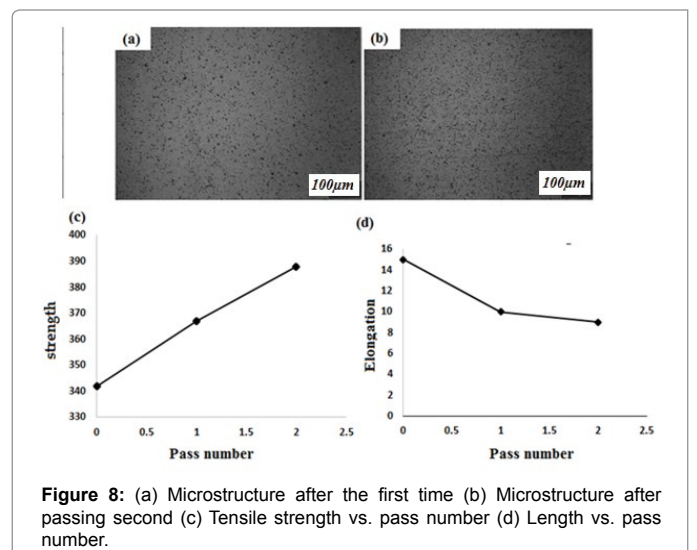 (a)
(b)
100µm
100µm
(c)
(d)
400
390
380
370
360
350
340
330
strength
0 0.5 1 1.5 2 2.5
Pass number
16
14
12
10
8
6
4
2
0
Elongation
0 0.5 1 1.5 2 2.5
Pass number
Figure 8: (a) Microstructure after the first time (b) Microstructure after
passing second (c) Tensile strength vs. pass number (d) Length vs. pass
number.